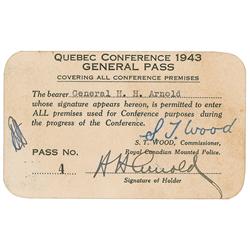 QUEBEC CONFERENCE 1943
GENERAL PASS
COVERING ALL CONFERENCE PREMISES
The bearer General H. H. Arnold
whose signature appears hereon, is permitted to enter
ALL premises used for Conference purposes during
the progress of the Conference.
S T Wood
S. T. WOOD, Commissioner,
Royal Canadian Mounted Police.
PASS No.
4
H H Arnold
Signature of Holder